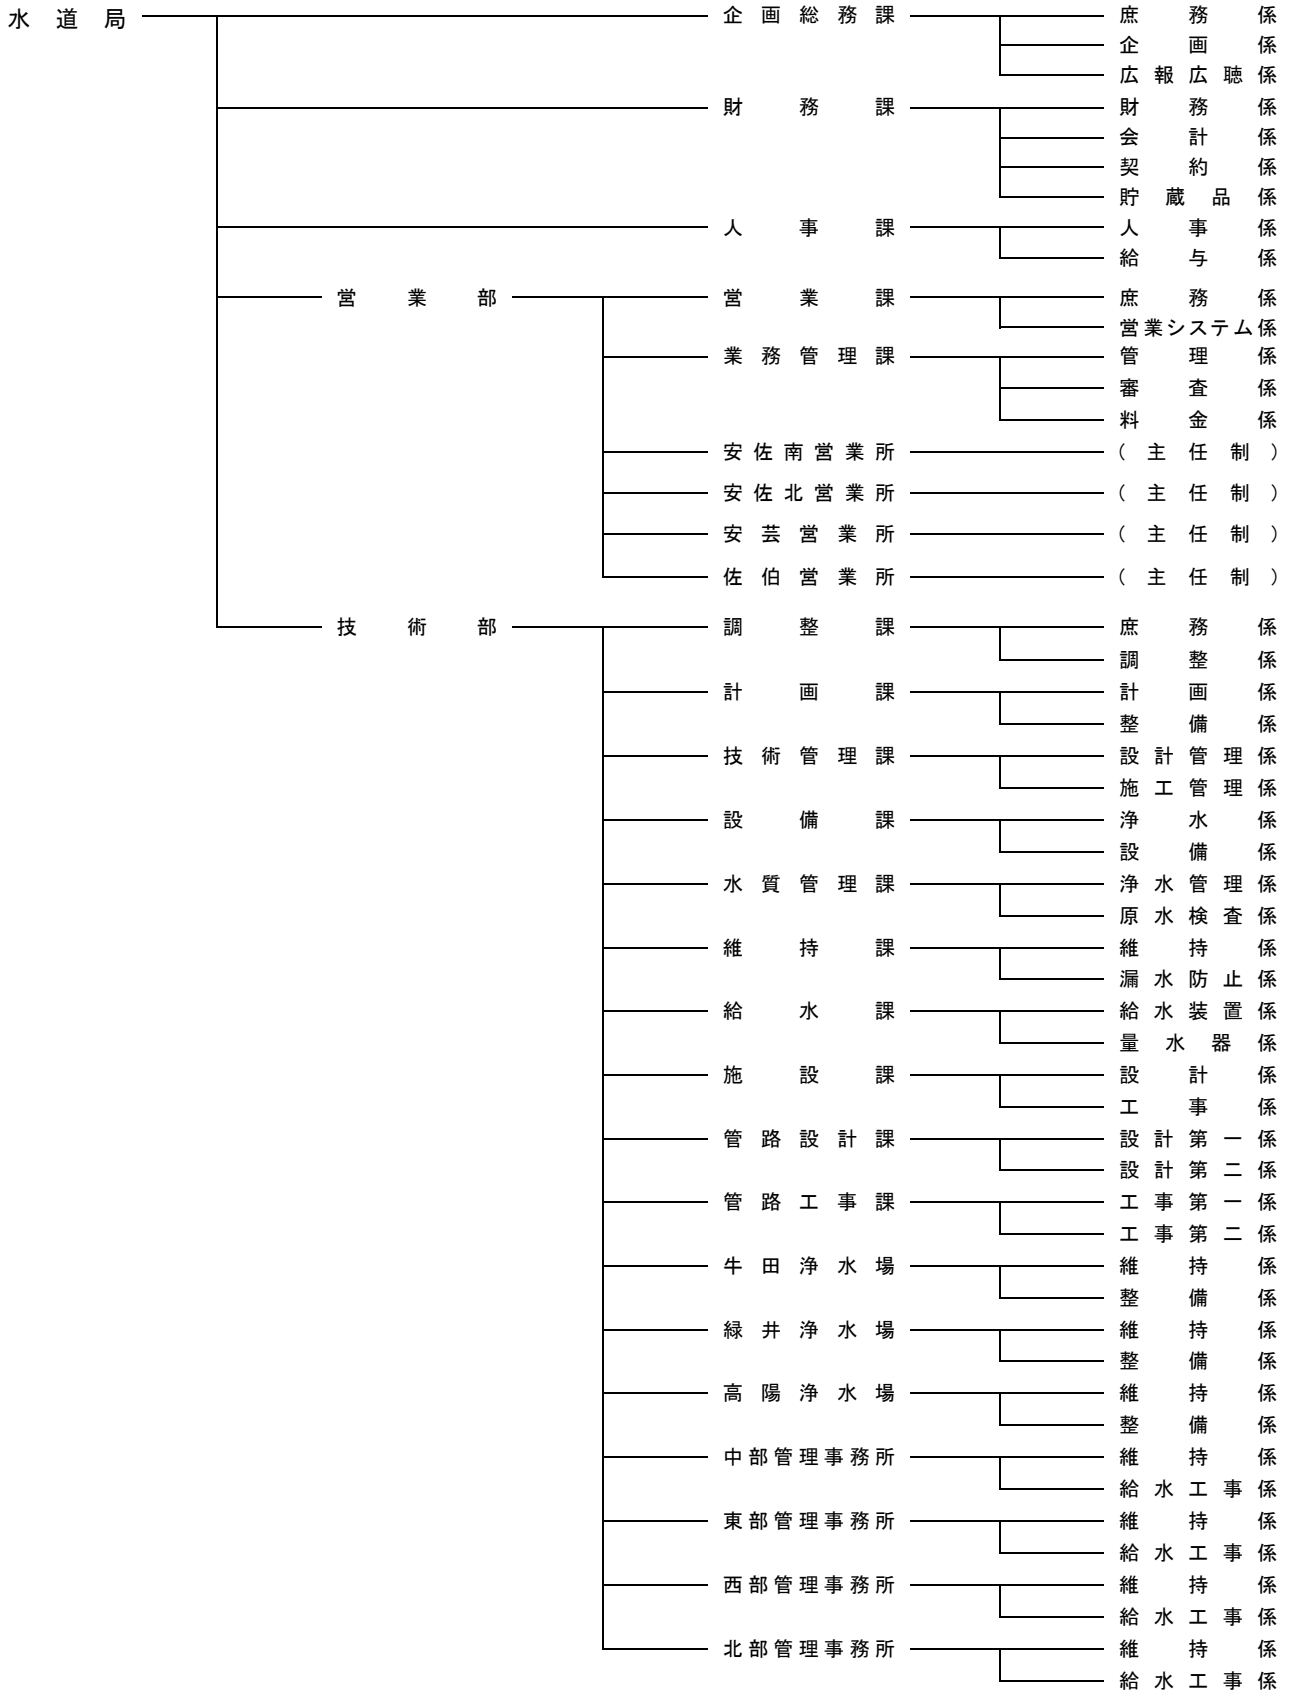 水道局 企画総務課 庶務係
企画係
広報広聴係
財務課 財務係
会計係
契約係
貯蔵品係
人事課 人事係
給与係
営業部 営業課 庶務係
営業システム係
業務管理課 管理係
審査係
料金係
安佐南営業所 (主任制)
安佐北営業所 (主任制)
安芸営業所 (主任制)
佐伯営業所 (主任制)
技術部 調整課 庶務係
調整係
計画課 計画係
整備係
技術管理課 設計管理係
施工管理係
設備課 浄水係
設備係
水質管理課 浄水管理係
原水検査係
維持課 維持係
漏水防止係
給水課 給水装置係
量水器係
施設課 設計係
工事係
管路設計課 設計第一係
設計第二係
管路工事課 工事第一係
工事第二係
牛田浄水場 維持係
整備係
緑井浄水場 維持係
整備係
高陽浄水場 維持係
整備係
中部管理事務所 維持係
給水工事係
東部管理事務所 維持係
給水工事係
西部管理事務所 維持係
給水工事係
北部管理事務所 維持係
給水工事係